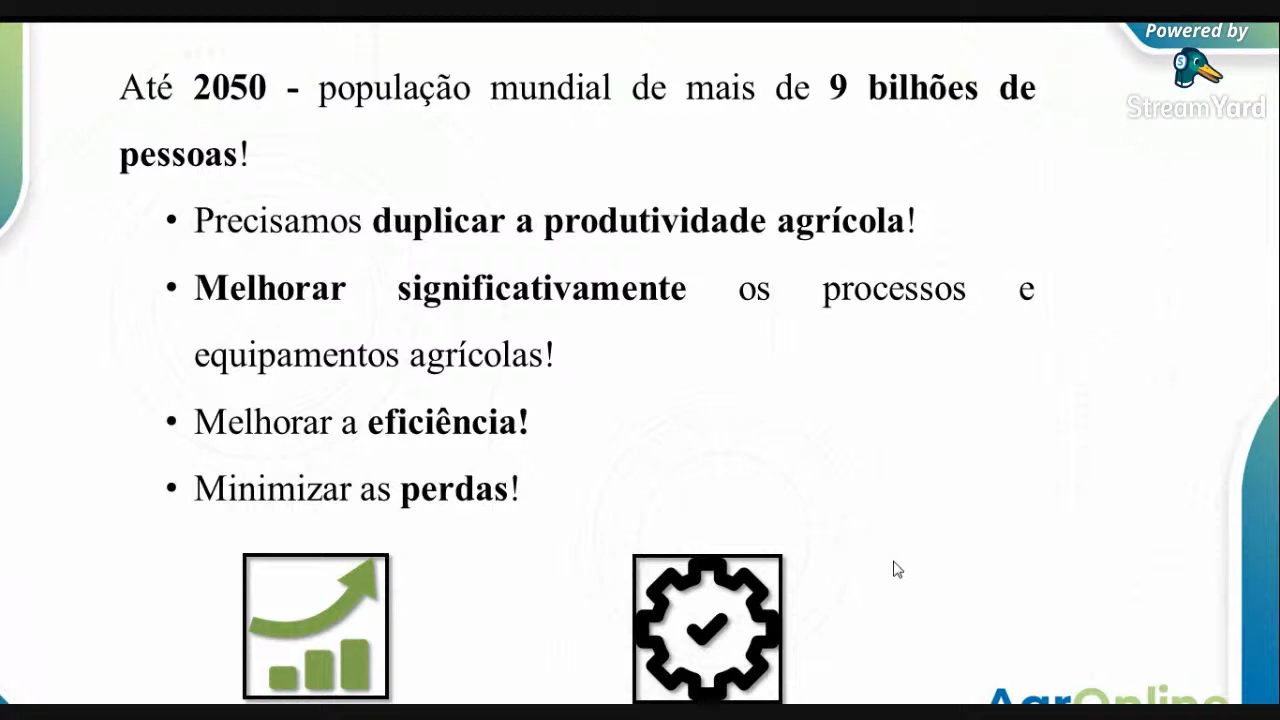 Powered by
StreamYard
Até 2050 - população mundial de mais de 9 bilhões de
pessoas!
• Precisamos duplicar a produtividade agrícola!
• Melhorar significativamente os processos e
equipamentos agrícolas!
• Melhorar a eficiência!
• Minimizar as perdas!
AgrOnline